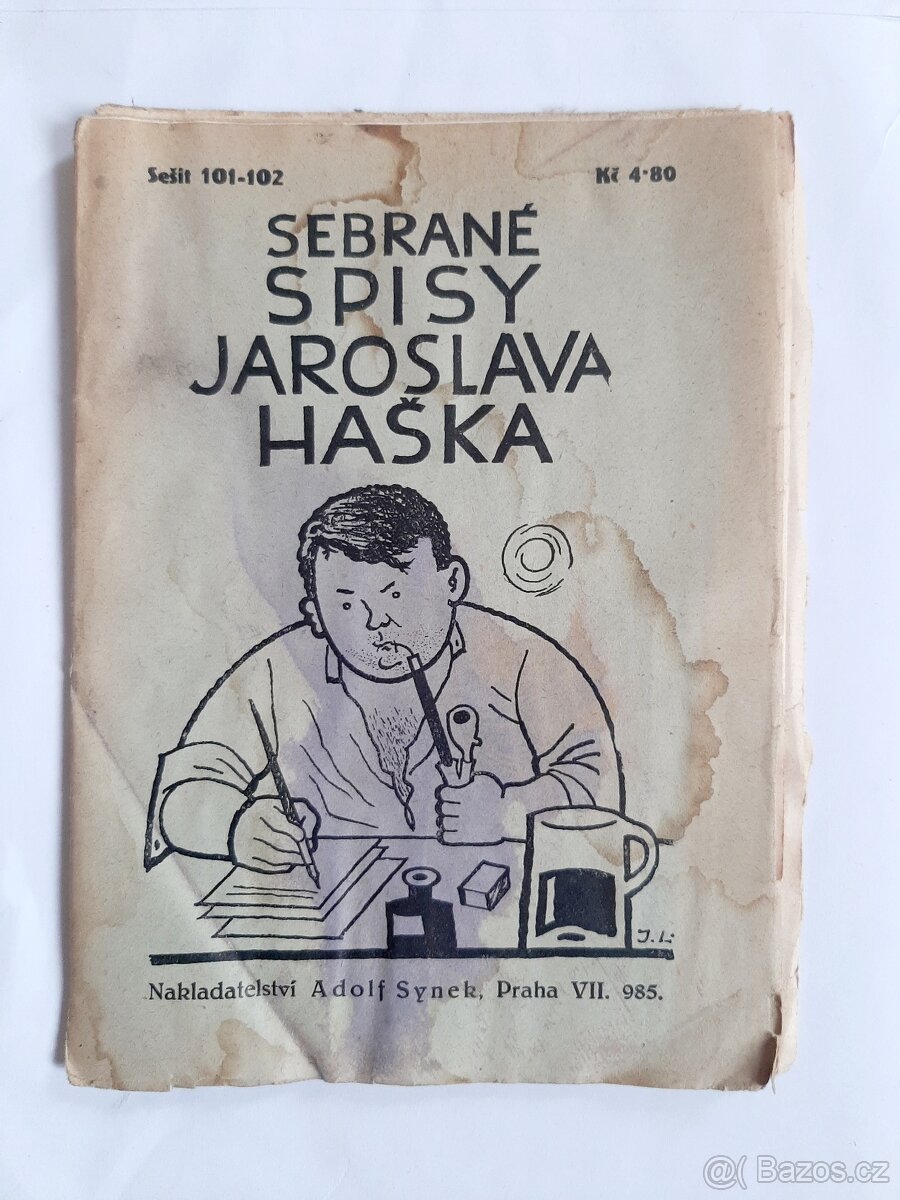 Sešit 101-102 Kč 4·80
SEBRANÉ
SPISY
JAROSLAVA
HAŠKA
J.L.
Nakladatelství Adolf Synek, Praha VII. 985.
@( Bazos.cz